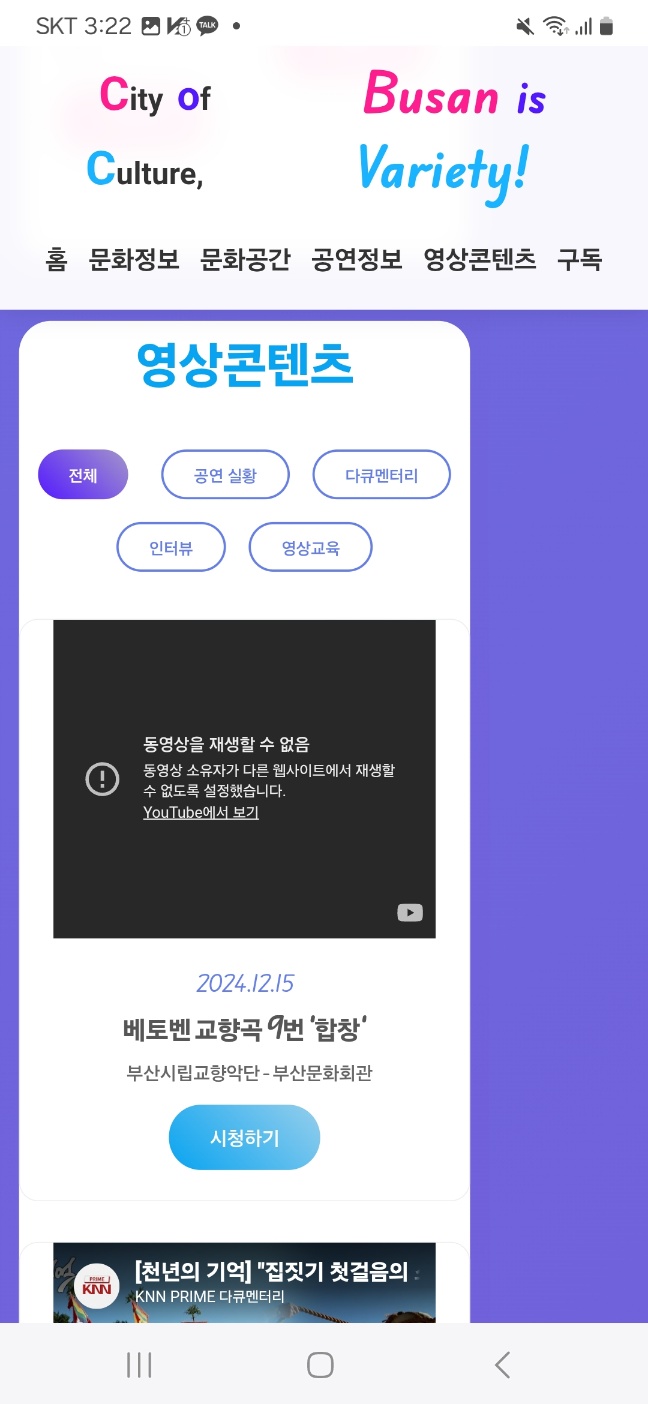 SKT 3:22
TALK
City of
Culture,
Busan is
Variety!
홈 문화정보 문화공간 공연정보 영상콘텐츠 구독
영상콘텐츠
전체 공연 실황 다큐멘터리
인터뷰 영상교육
동영상을 재생할 수 없음
동영상 소유자가 다른 웹사이트에서 재생할
수 없도록 설정했습니다.
YouTube에서 보기
2024.12.15
베토벤 교향곡 9번 '합창'
부산시립교향악단 - 부산문화회관
시청하기
PRIME
KNN
[천년의 기억] "집짓기 첫걸음의
KNN PRIME 다큐멘터리